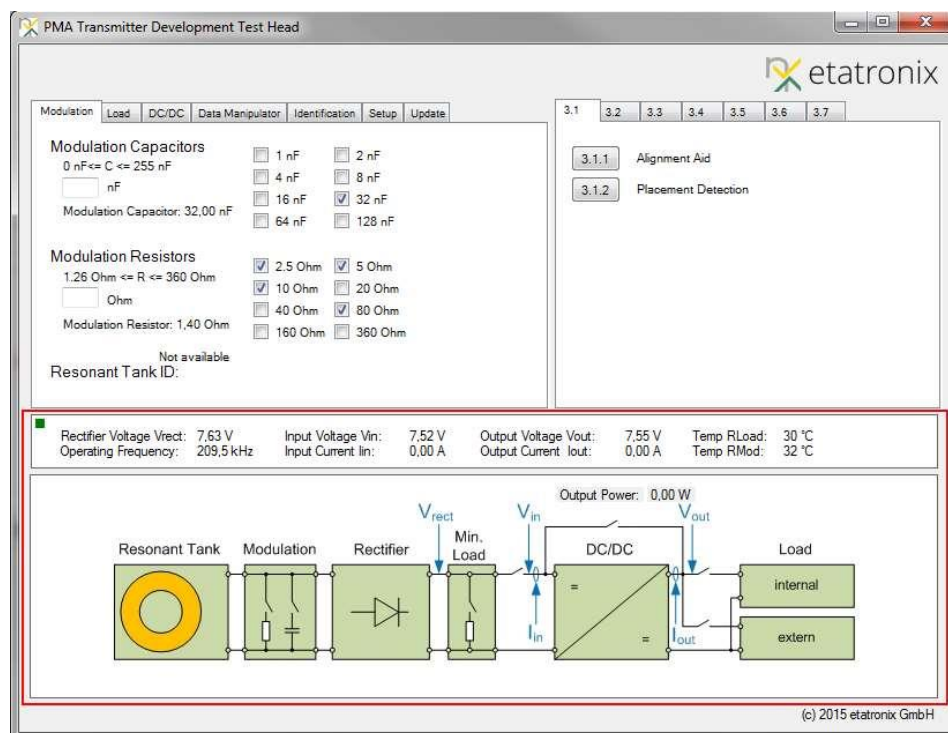 PMA Transmitter Development Test Head
etatronix
Modulation Load DC/DC Data Manipulator Identification Setup Update
Modulation Capacitors
0 nF<= C <= 255 nF
nF
Modulation Capacitor: 32,00 nF
1 nF 2 nF
4 nF 8 nF
16 nF 32 nF
64 nF 128 nF
Modulation Resistors
1.26 Ohm <= R <= 360 Ohm
Ohm
Modulation Resistor: 1,40 Ohm
2.5 Ohm 5 Ohm
10 Ohm 20 Ohm
40 Ohm 80 Ohm
160 Ohm 360 Ohm
Not available
Resonant Tank ID:
3.1 3.2 3.3 3.4 3.5 3.6 3.7
3.1.1 Alignment Aid
3.1.2 Placement Detection
Rectifier Voltage Vrect: 7,63 V Input Voltage Vin: 7,52 V Output Voltage Vout: 7,55 V Temp RLoad: 30 °C
Operating Frequency: 209,5 kHz Input Current Iin: 0,00 A Output Current Iout: 0,00 A Temp RMod: 32 °C
Output Power: 0,00 W
Vrect Vin Vout
Resonant Tank Modulation Rectifier Min. Load DC/DC Load
= =
internal
extern
Iin Iout
(c) 2015 etatronix GmbH